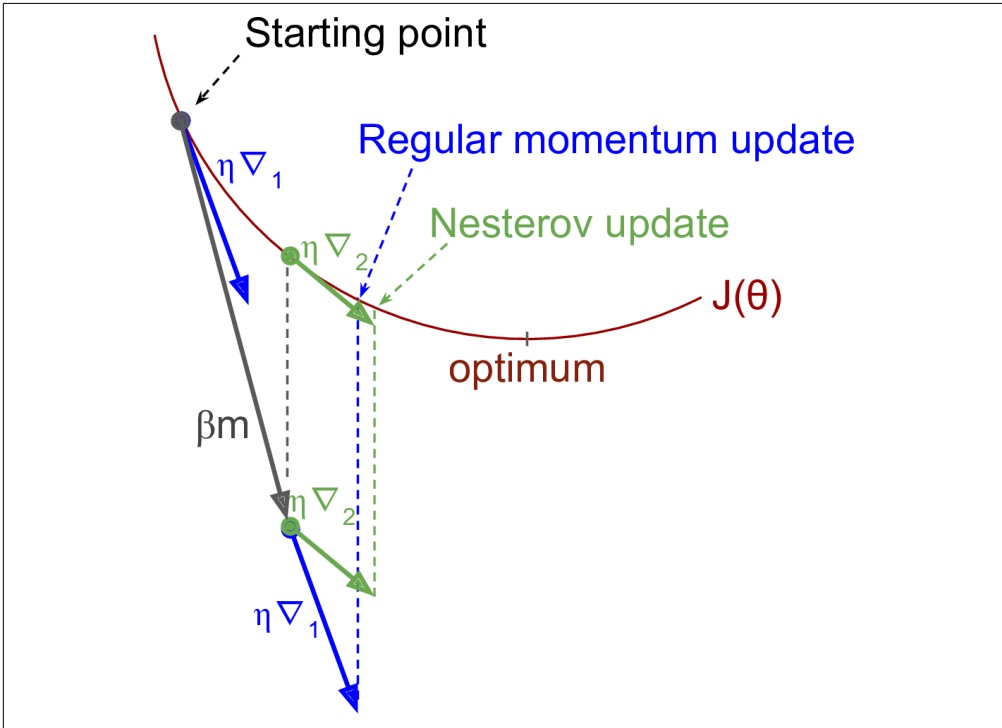 Starting point
Regular momentum update
η∇₁
Nesterov update
η∇₂
J(θ)
optimum
βm
η∇₂
η∇₁